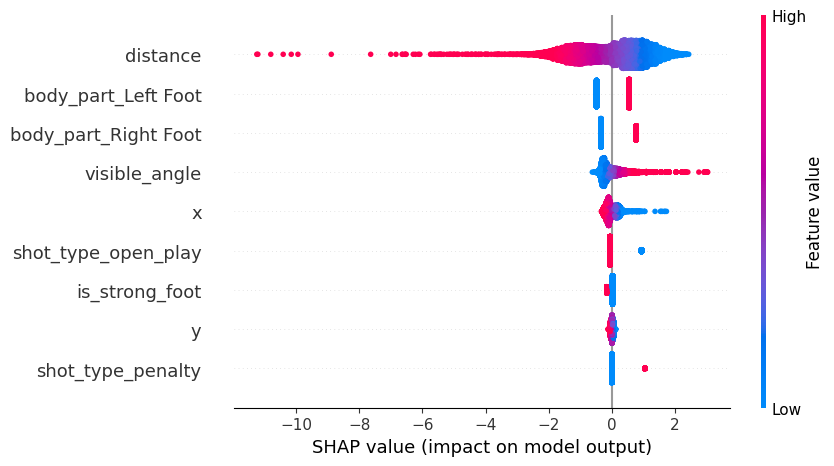 High
distance
body_part_Left Foot
body_part_Right Foot
visible_angle
x
shot_type_open_play
is_strong_foot
y
shot_type_penalty
Low
Feature value
−10 −8 −6 −4 −2 0 2
SHAP value (impact on model output)